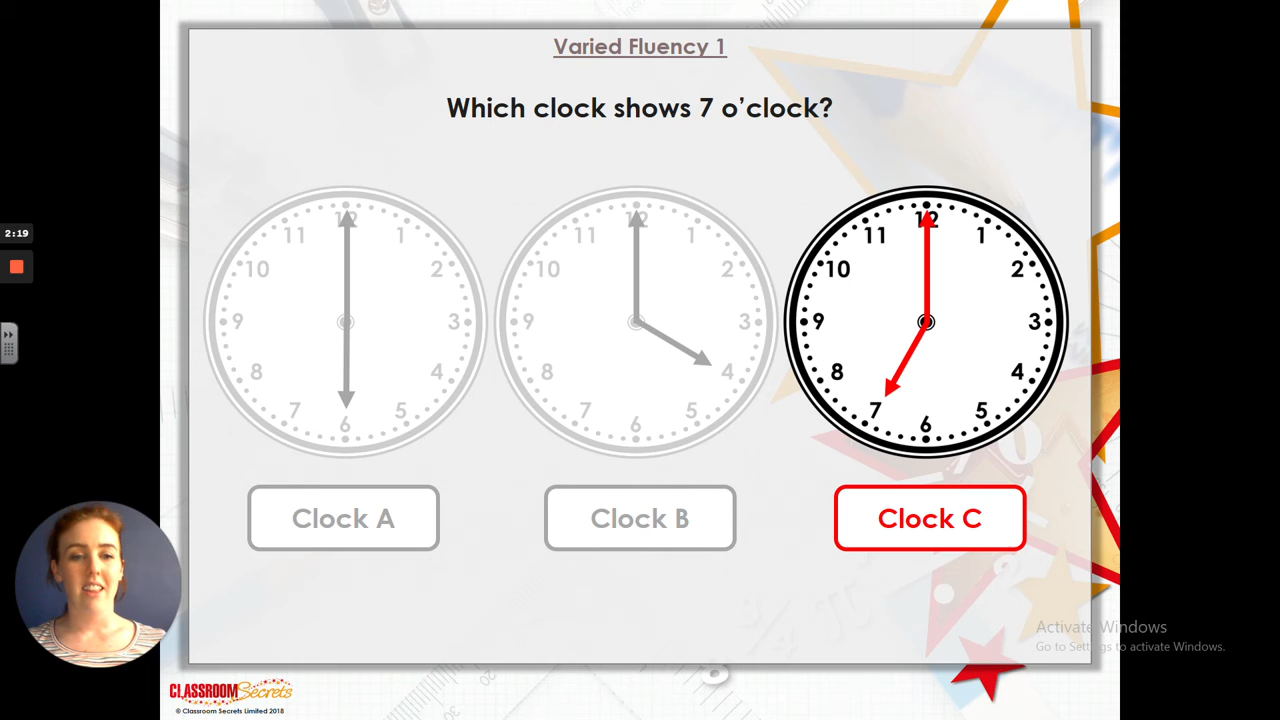 Varied Fluency 1
Which clock shows 7 o’clock?
12
11 1
10 2
9 3
8 4
7 5
6
12
11 1
10 2
9 3
8 4
7 5
6
12
11 1
10 2
9 3
8 4
7 5
6
2:19
Clock A
Clock B
Clock C
Activate Windows
Go to Settings to activate Windows.
CLASSROOM Secrets
© Classroom Secrets Limited 2018